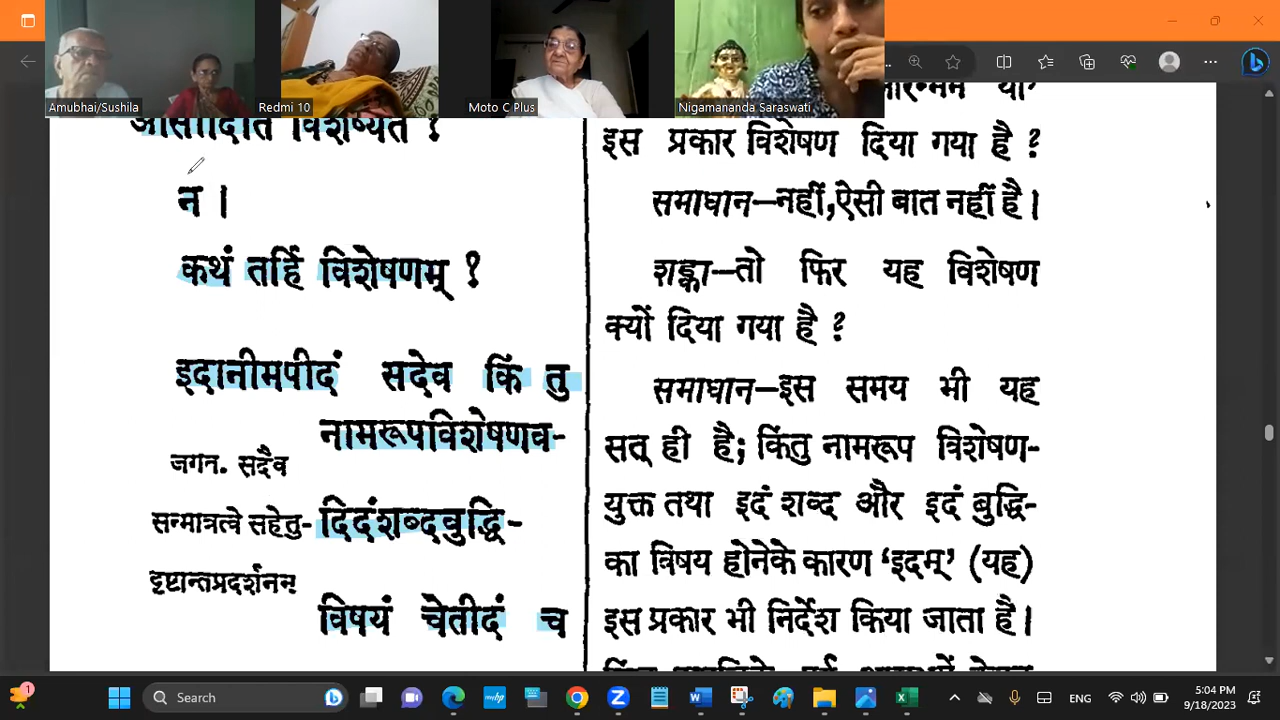 Amubhai/Sushila
Redmi 10
Moto C Plus
Nigamananda Saraswati
विशेष्यते ?
न ।
कथं तर्हि विशेषणम् ?
इदानीमपीदं सदेव किं तु
नामरूपविशेषणव-
जगतः सदैव
सन्मात्रत्वे सहेतु-
दिदंशब्दबुद्धि-
दृष्टान्तप्रदर्शनम्
विषयं चेतीदं च
इस प्रकार विशेषण दिया गया है ?
समाधान—नहीं, ऐसी बात नहीं है।
शङ्का—तो फिर यह विशेषण
क्यों दिया गया है ?
समाधान—इस समय भी यह
सत् ही है; किंतु नामरूप विशेषण-
युक्त तथा इदं शब्द और इदं बुद्धि-
का विषय होनेके कारण ‘इदम्’ (यह)
इस प्रकार भी निर्देश किया जाता है।
1
Search
hp
ENG
5:04 PM
9/18/2023